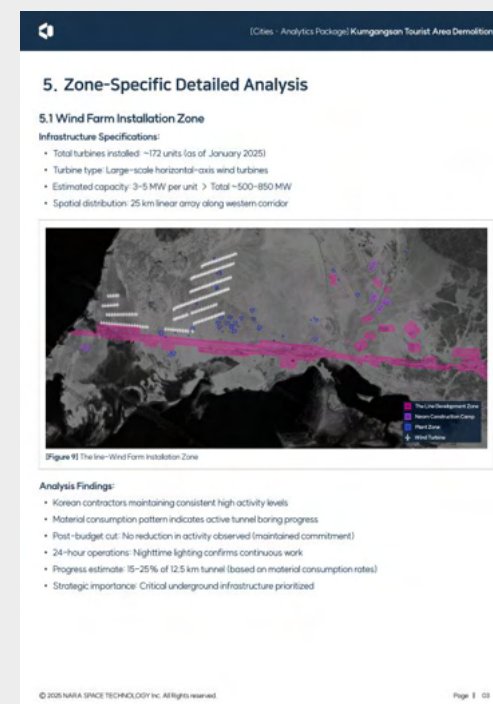 [Cities - Analytics Package] Kumgangsan Tourist Area Demolition
5. Zone-Specific Detailed Analysis
5.1 Wind Farm Installation Zone
Infrastructure Specifications:
• Total turbines installed: ~172 units (as of January 2025)
• Turbine type: Large-scale horizontal-axis wind turbines
• Estimated capacity: 3-5 MW per unit > Total ~500-850 MW
• Spatial distribution: 25 km linear array along western corridor
The Line Development Zone
Neom Construction Camp
Plant Zone
Wind Turbine
[Figure 9] The line-Wind Farm Installation Zone
Analysis Findings:
• Korean contractors maintaining consistent high activity levels
• Material consumption pattern indicates active tunnel boring progress
• Post-budget cut: No reduction in activity observed (maintained commitment)
• 24-hour operations: Nighttime lighting confirms continuous work
• Progress estimate: 15-25% of 12.5 km tunnel (based on material consumption rates)
• Strategic importance: Critical underground infrastructure prioritized
© 2025 NARA SPACE TECHNOLOGY Inc. All Rights reserved.
Page | 03